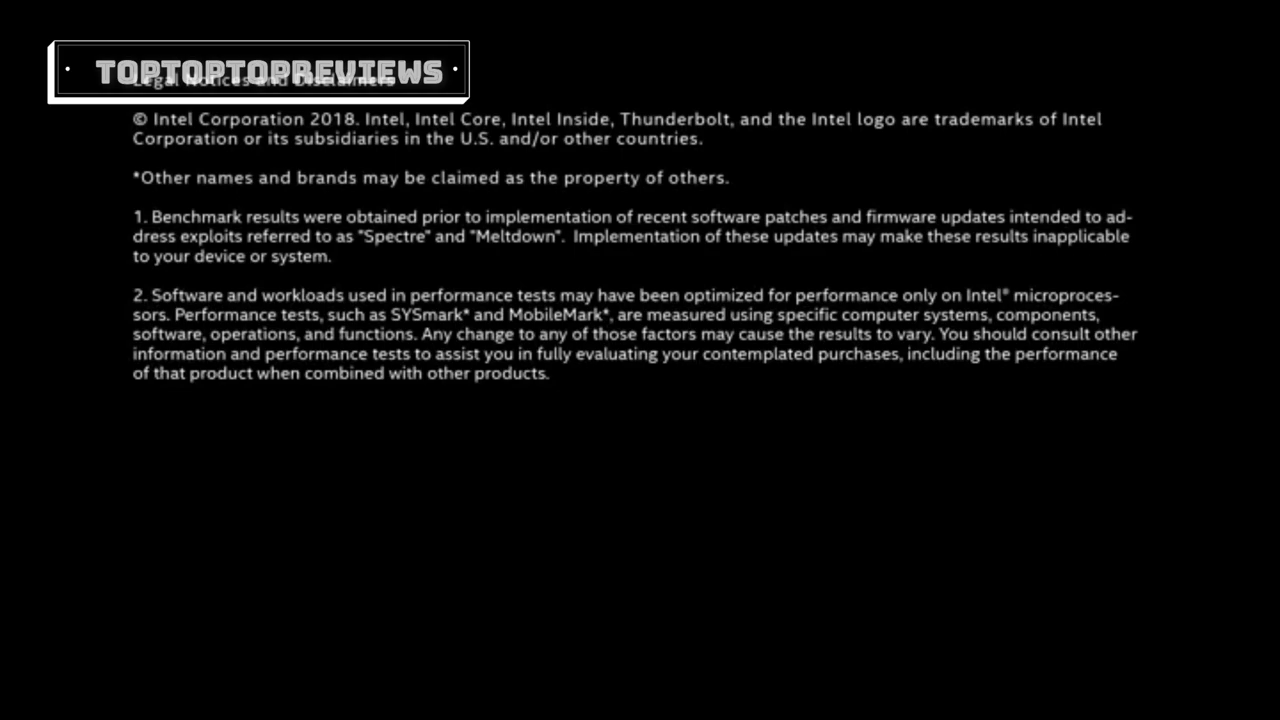 TOPTOPTOPREVIEWS
Legal Notices and Disclaimers
© Intel Corporation 2018. Intel, Intel Core, Intel Inside, Thunderbolt, and the Intel logo are trademarks of Intel
Corporation or its subsidiaries in the U.S. and/or other countries.
*Other names and brands may be claimed as the property of others.
1. Benchmark results were obtained prior to implementation of recent software patches and firmware updates intended to ad-
dress exploits referred to as "Spectre" and "Meltdown".  Implementation of these updates may make these results inapplicable
to your device or system.
2. Software and workloads used in performance tests may have been optimized for performance only on Intel® microproces-
sors. Performance tests, such as SYSmark* and MobileMark*, are measured using specific computer systems, components,
software, operations, and functions. Any change to any of those factors may cause the results to vary. You should consult other
information and performance tests to assist you in fully evaluating your contemplated purchases, including the performance
of that product when combined with other products.